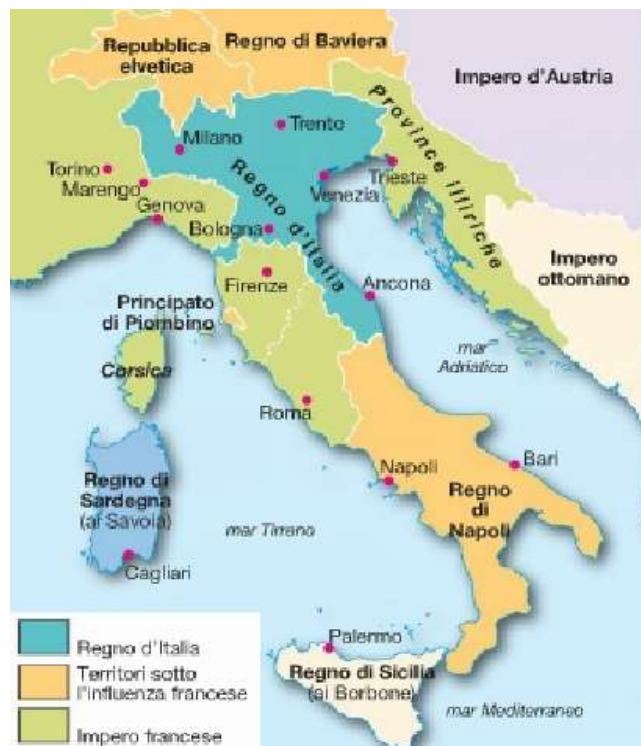 Repubblica
elvetica
Regno di Baviera
Impero d'Austria
Province illiriche
Milano
Trento
Torino
Marengo
Genova
Regno d'Italia
Venezia
Trieste
Bologna
Impero
ottomano
Firenze
Ancona
Principato
di Piombino
Corsica
mar
Adriatico
Roma
Regno di
Sardegna
(ai Savoia)
Napoli
Bari
Regno
di
Napoli
mar Tirreno
Cagliari
Palermo
Regno di Sicilia
(ai Borbone)
mar Mediterraneo
Regno d'Italia
Territori sotto
l'influenza francese
Impero francese